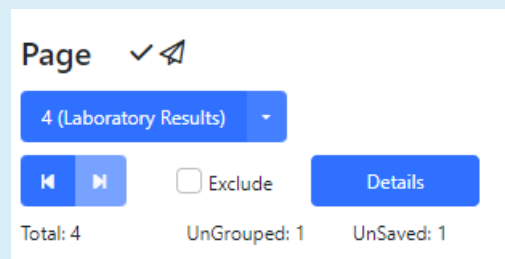 Page
4 (Laboratory Results)
Exclude Details
Total: 4 UnGrouped: 1 UnSaved: 1